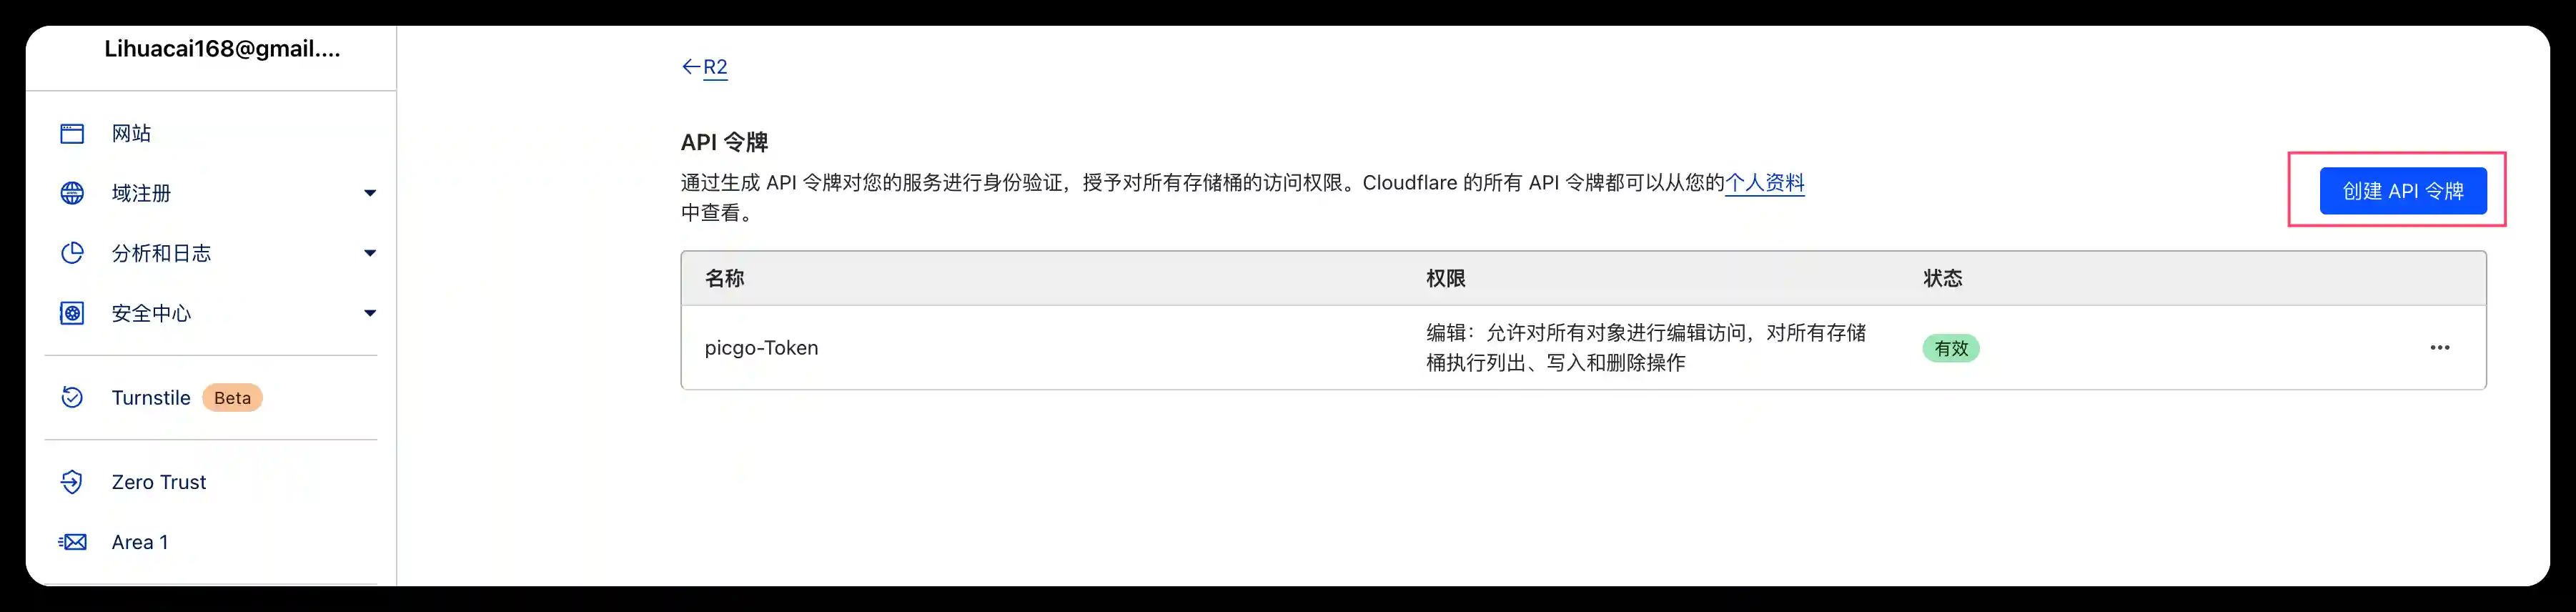 Lihuacai168@gmail....
网站
域注册
分析和日志
安全中心
Turnstile Beta
Zero Trust
Area 1
←R2
API 令牌
通过生成 API 令牌对您的服务进行身份验证，授予对所有存储桶的访问权限。Cloudflare 的所有 API 令牌都可以从您的个人资料
中查看。
创建 API 令牌
名称 权限 状态
picgo-Token
编辑：允许对所有对象进行编辑访问，对所有存储
桶执行列出、写入和删除操作
有效